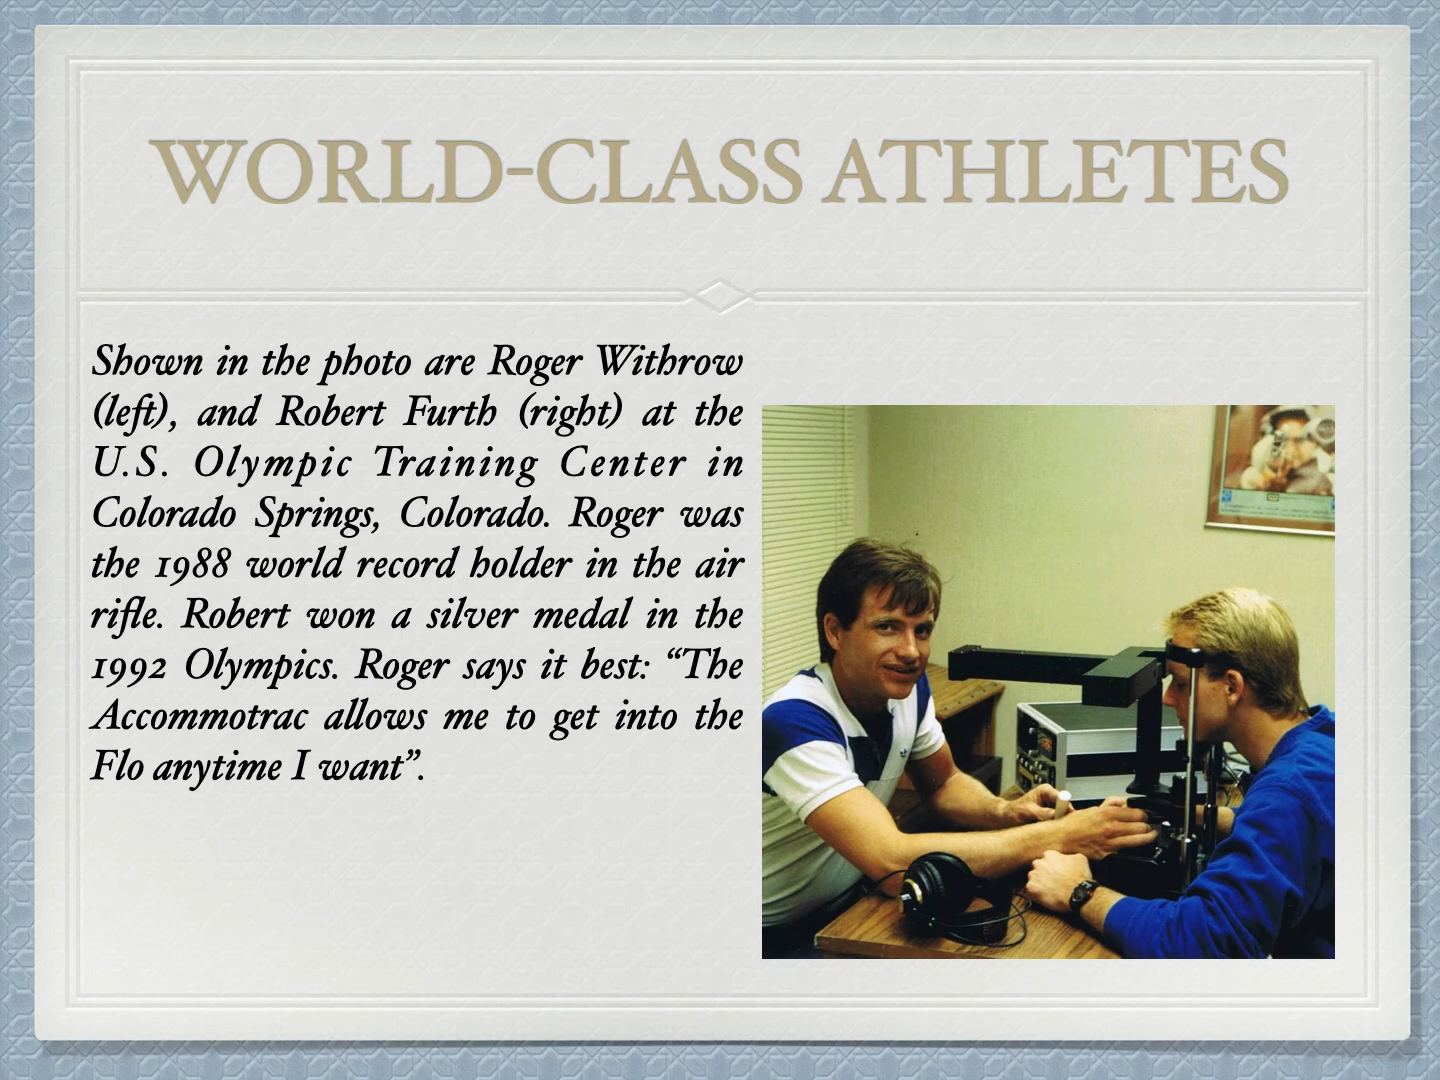 WORLD-CLASS ATHLETES
Shown in the photo are Roger Withrow
(left), and Robert Furth (right) at the
U.S. Olympic Training Center in
Colorado Springs, Colorado. Roger was
the 1988 world record holder in the air
rifle. Robert won a silver medal in the
1992 Olympics. Roger says it best: “The
Accommotrac allows me to get into the
Flo anytime I want”.